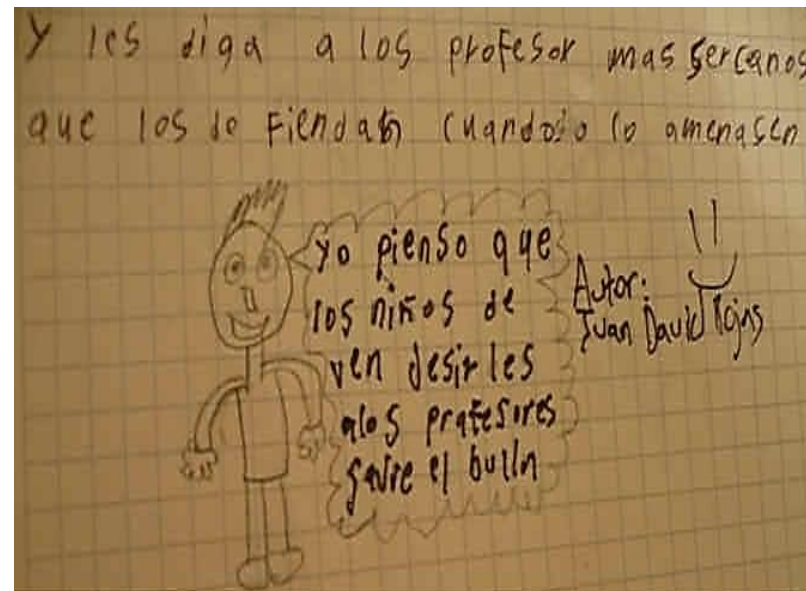 Y les diga a los profesor mas sercanos
que los de fiendan cuando lo amenasen
yo pienso que
los niños de
ven desirles
alos profesores
sovre el bulln
Autor:
Juan David Rojas